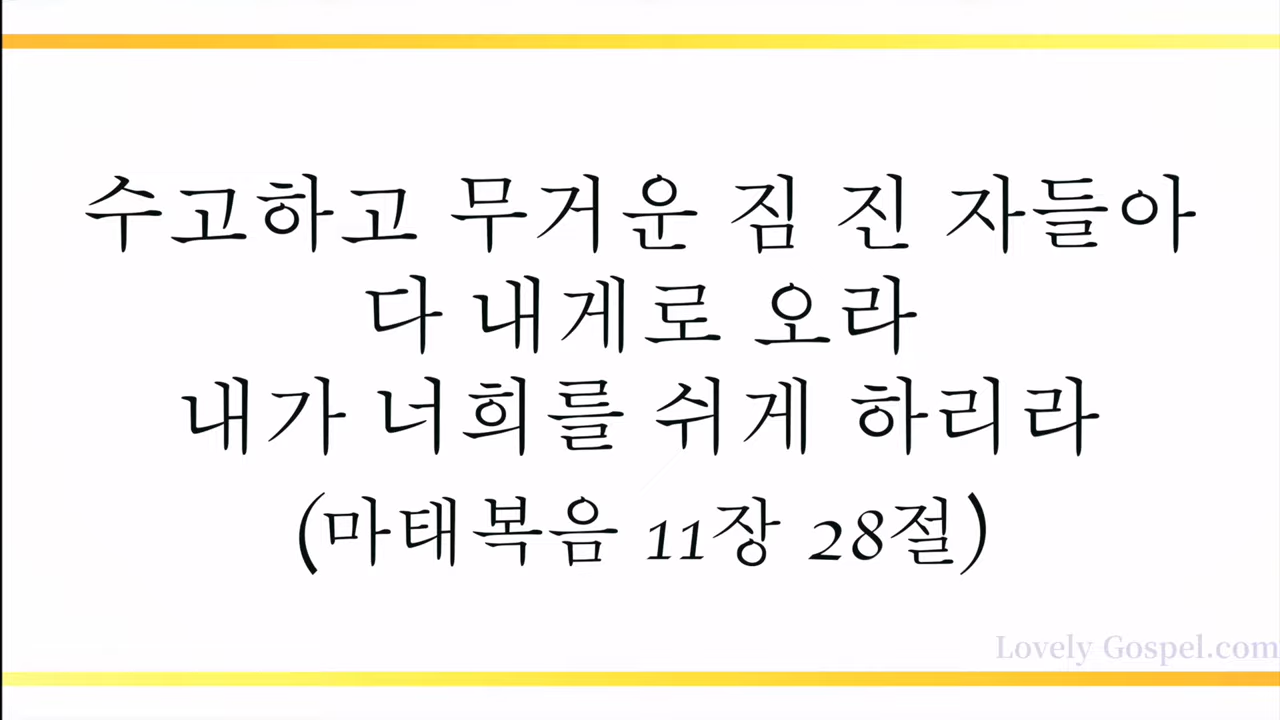 수고하고 무거운 짐 진 자들아
다 내게로 오라
내가 너희를 쉬게 하리라
(마태복음 11장 28절)
Lovely Gospel.com